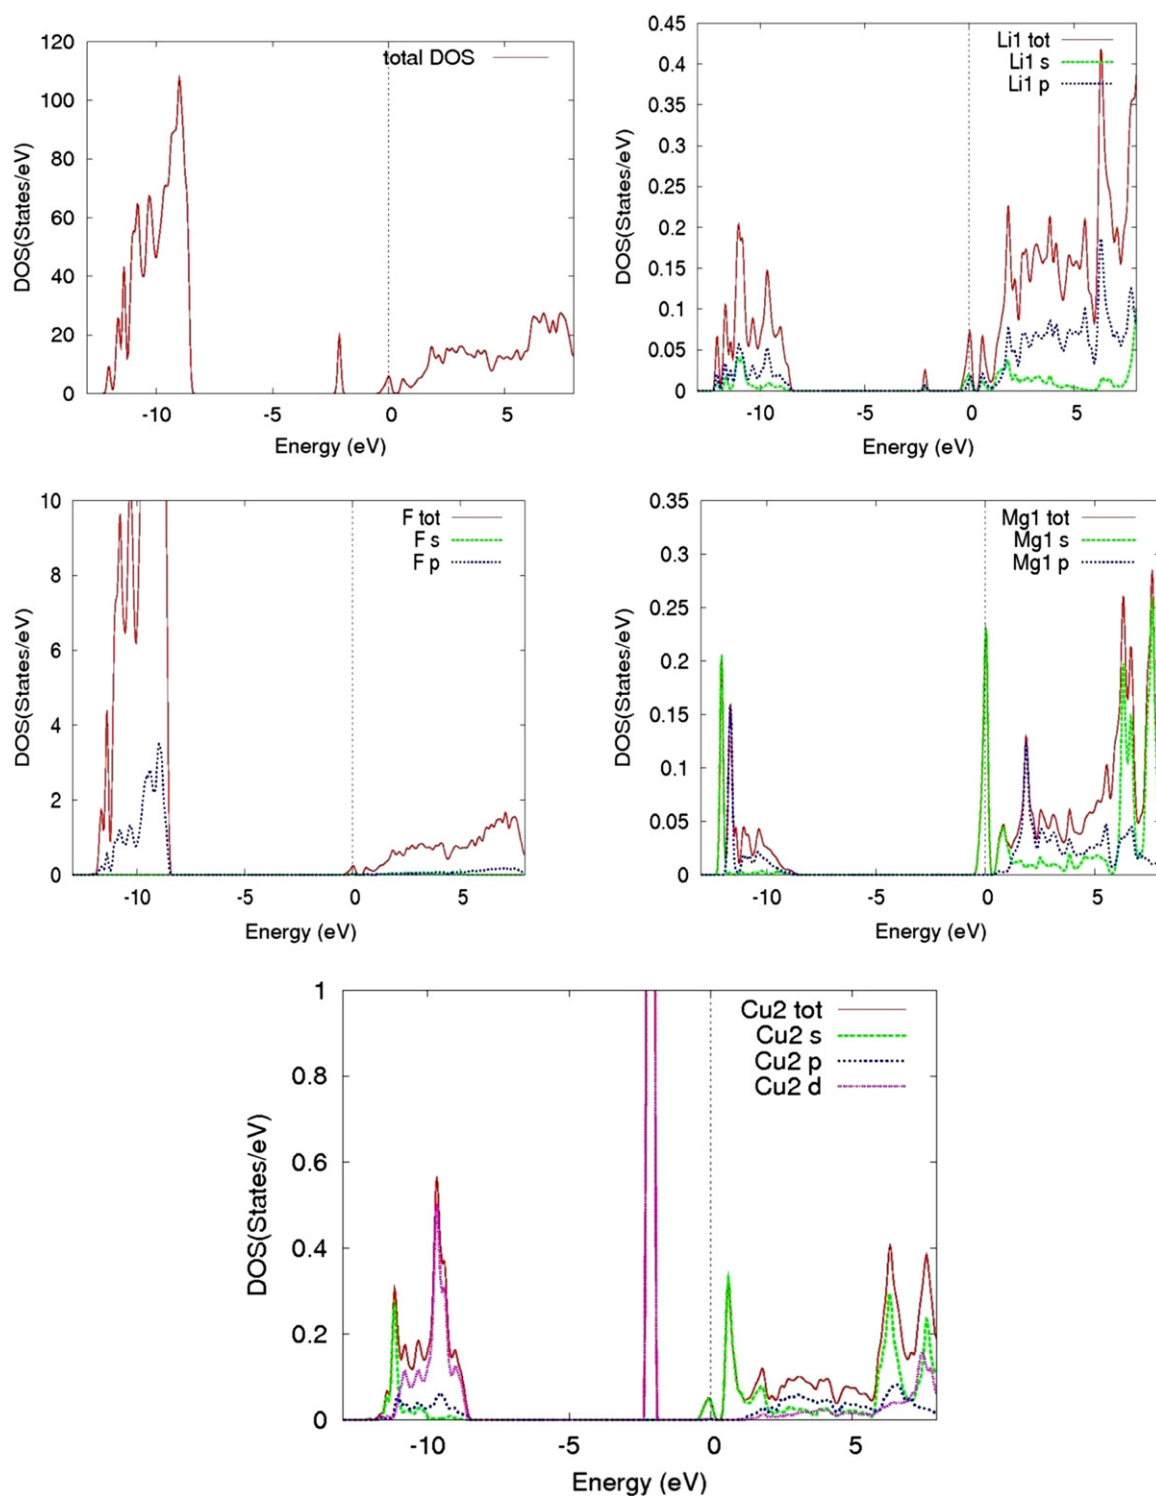 120
100
80
60
40
20
0
DOS(States/eV)
total DOS
-10
-5
0
5
Energy (eV)
0.45
0.4
0.35
0.3
0.25
0.2
0.15
0.1
0.05
0
DOS(States/eV)
Li1 tot
Li1 s
Li1 p
-10
-5
0
5
Energy (eV)
10
8
6
4
2
0
DOS(States/eV)
F tot
F s
F p
-10
-5
0
5
Energy (eV)
0.35
0.3
0.25
0.2
0.15
0.1
0.05
0
DOS(States/eV)
Mg1 tot
Mg1 s
Mg1 p
-10
-5
0
5
Energy (eV)
1
0.8
0.6
0.4
0.2
0
DOS(States/eV)
Cu2 tot
Cu2 s
Cu2 p
Cu2 d
-10
-5
0
5
Energy (eV)